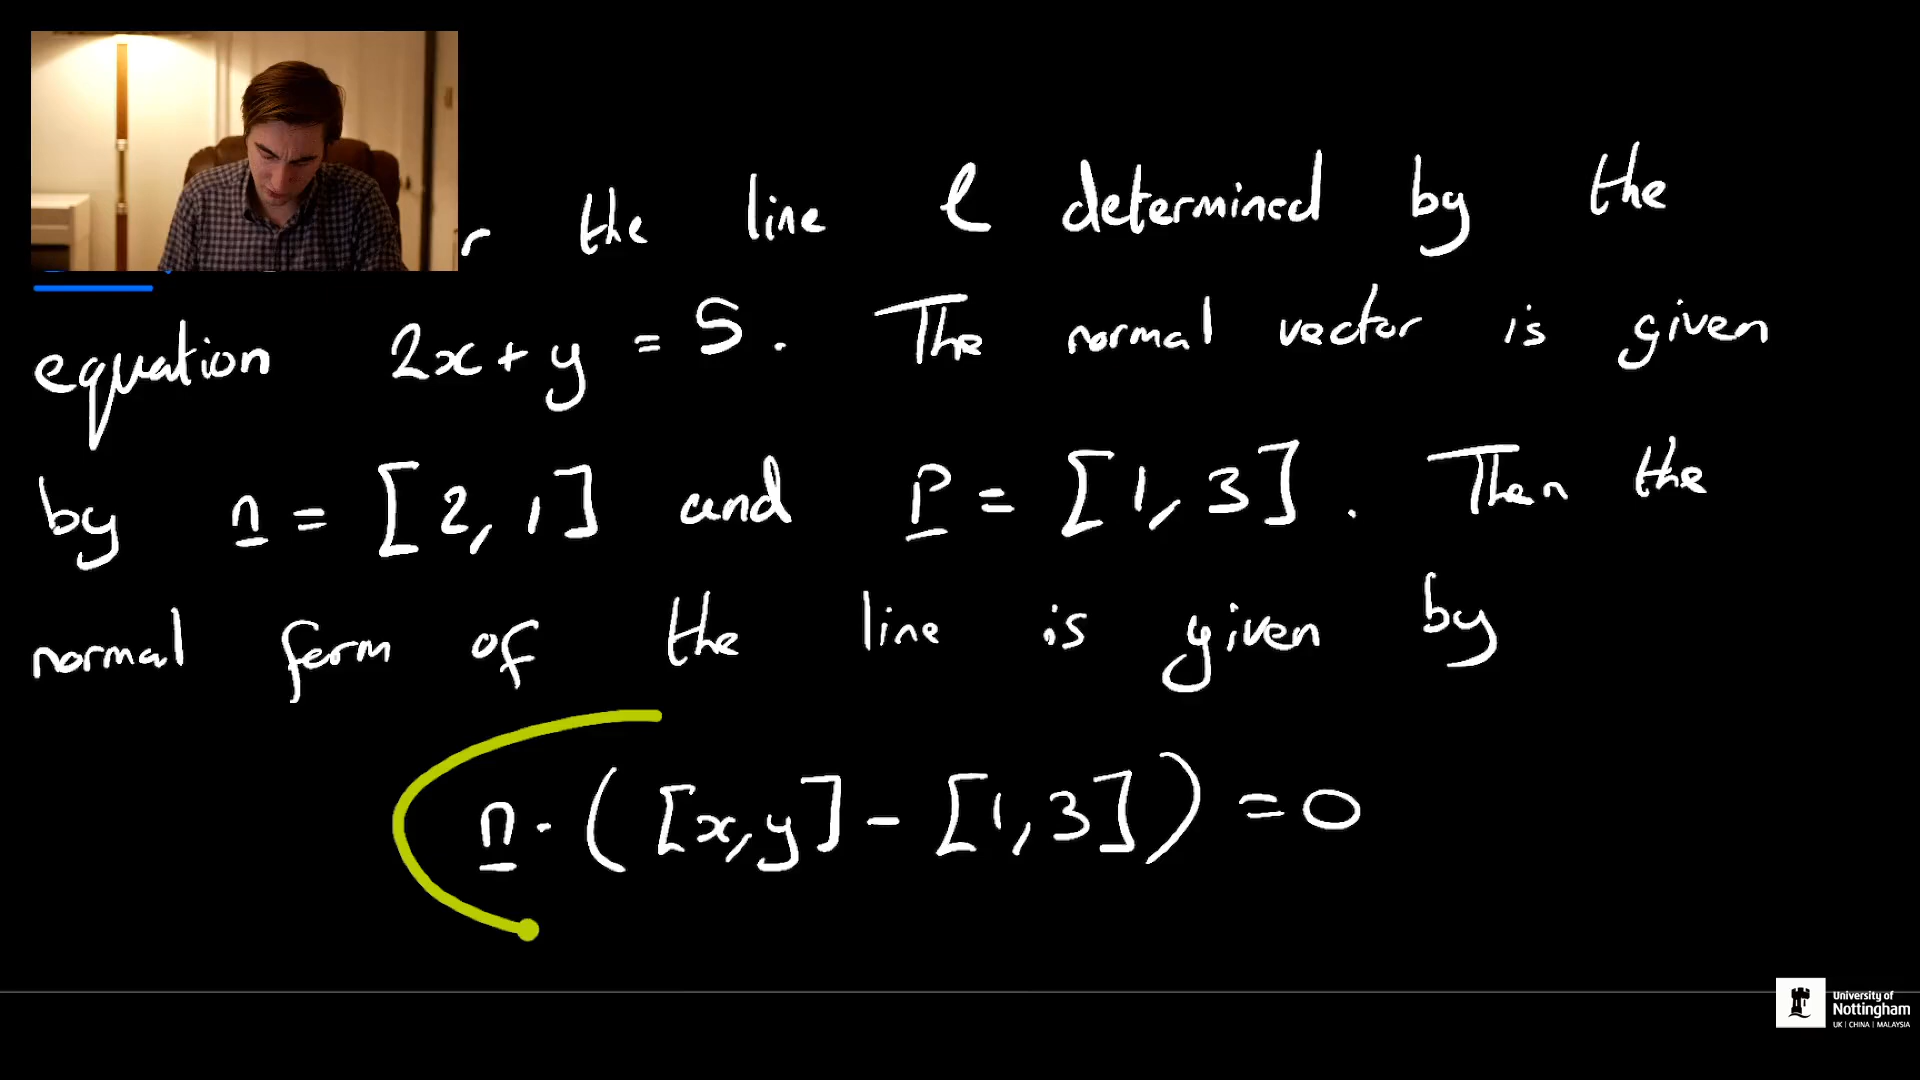 the line ℓ determined by the
equation 2x + y = 5. The normal vector is given
by n = [2, 1] and P = [1, 3]. Then the
normal form of the line is given by
n · ([x, y] - [1, 3]) = 0
University of
Nottingham
UK | CHINA | MALAYSIA